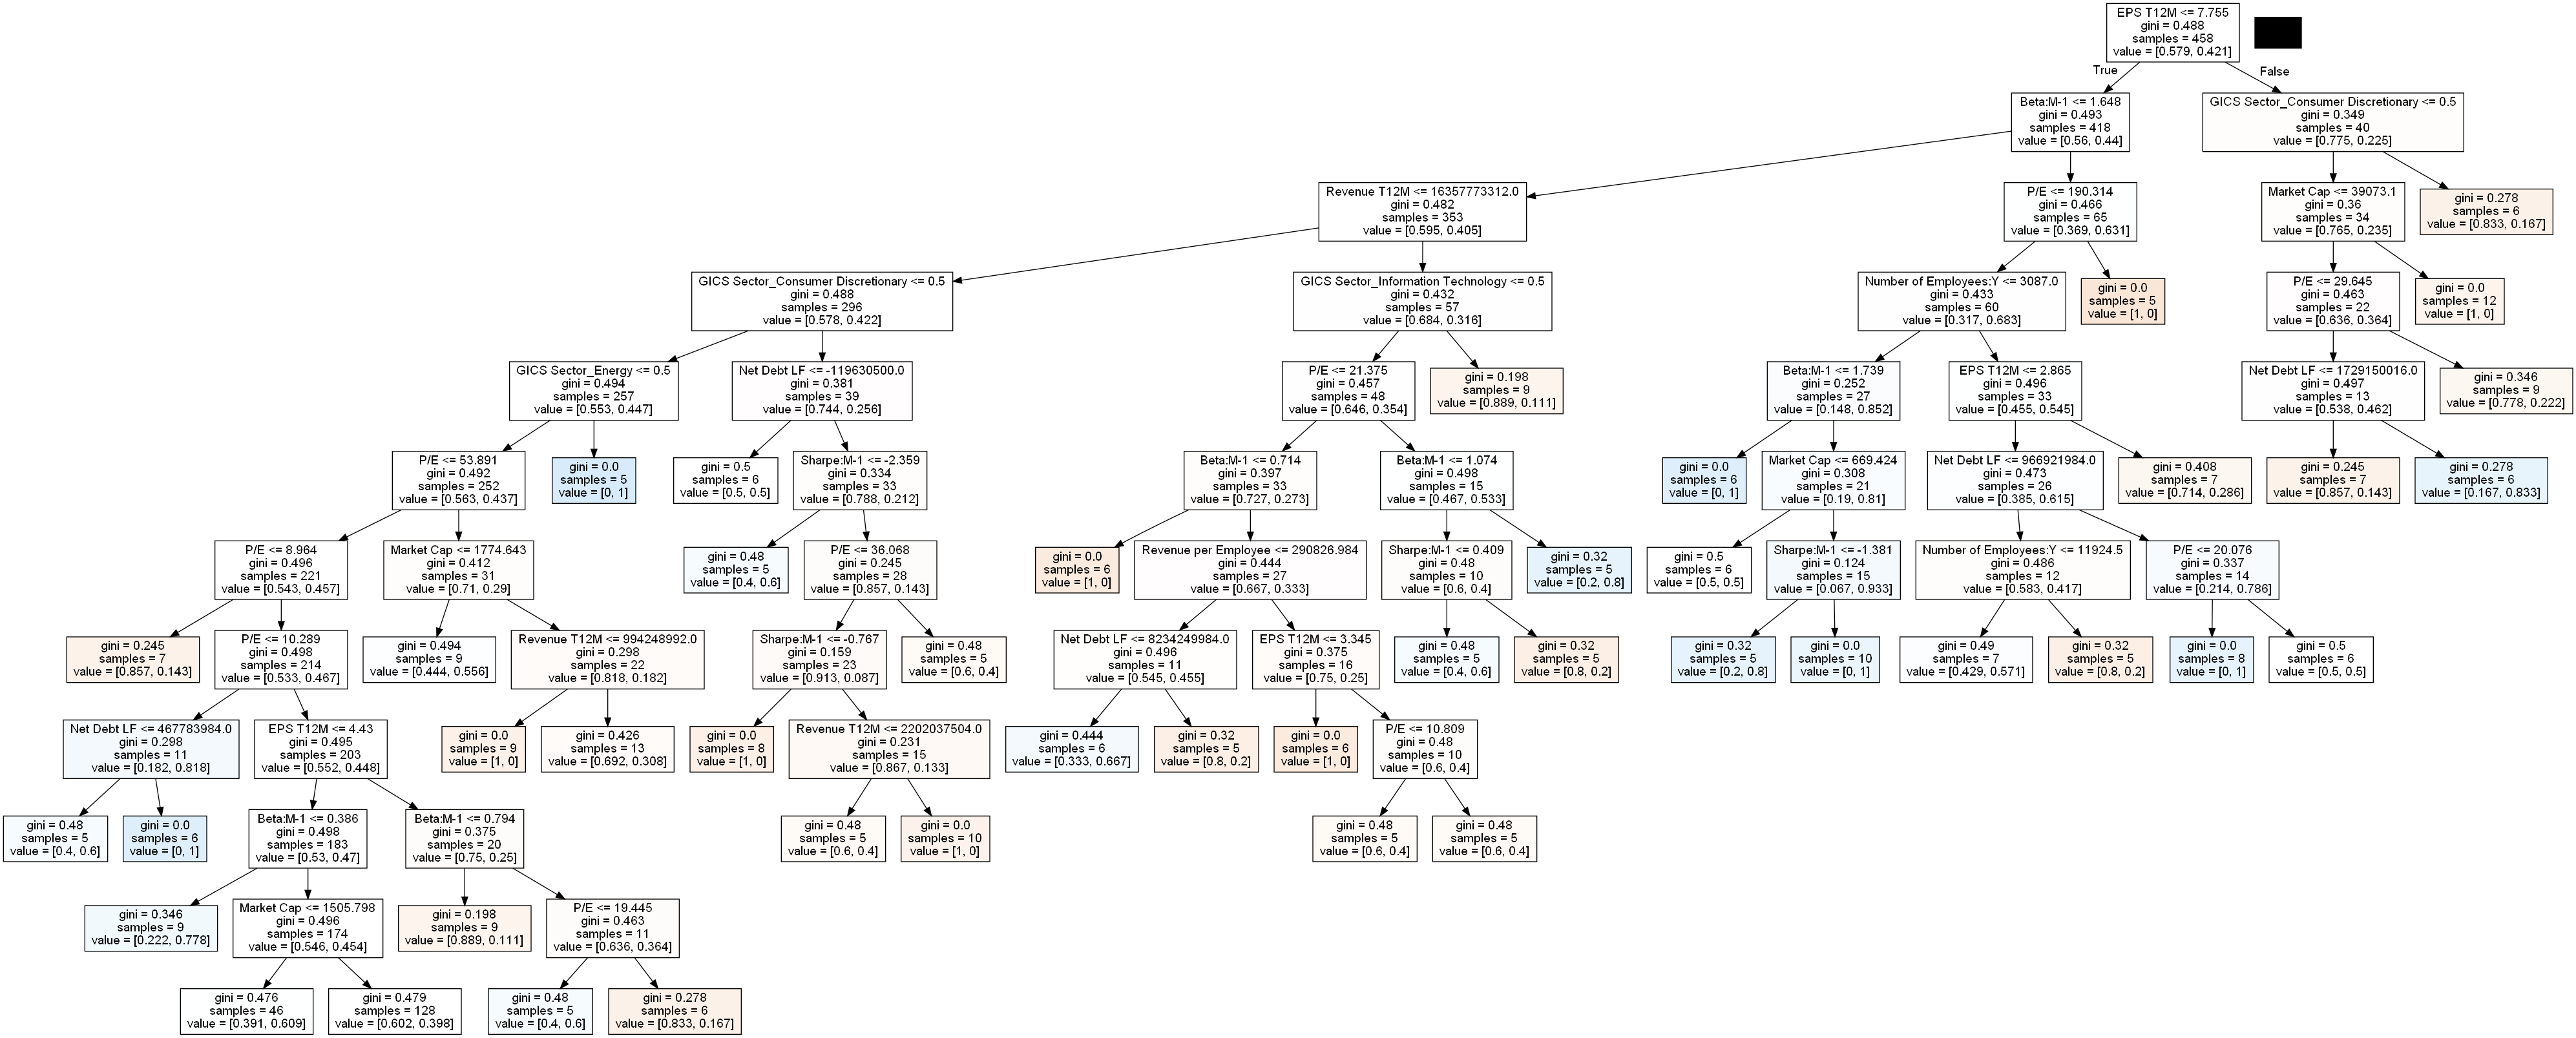 EPS T12M <= 7.755
gini = 0.488
samples = 458
value = [0.579, 0.421]
True
False
Beta:M-1 <= 1.648
gini = 0.493
samples = 418
value = [0.56, 0.44]
GICS Sector_Consumer Discretionary <= 0.5
gini = 0.349
samples = 40
value = [0.775, 0.225]
Revenue T12M <= 16357773312.0
gini = 0.482
samples = 353
value = [0.595, 0.405]
P/E <= 190.314
gini = 0.466
samples = 65
value = [0.369, 0.631]
Market Cap <= 39073.1
gini = 0.36
samples = 34
value = [0.765, 0.235]
gini = 0.278
samples = 6
value = [0.833, 0.167]
GICS Sector_Consumer Discretionary <= 0.5
gini = 0.488
samples = 296
value = [0.578, 0.422]
GICS Sector_Information Technology <= 0.5
gini = 0.432
samples = 57
value = [0.684, 0.316]
Number of Employees:Y <= 3087.0
gini = 0.433
samples = 60
value = [0.317, 0.683]
gini = 0.0
samples = 5
value = [1, 0]
P/E <= 29.645
gini = 0.463
samples = 22
value = [0.636, 0.364]
gini = 0.0
samples = 12
value = [1, 0]
GICS Sector_Energy <= 0.5
gini = 0.494
samples = 257
value = [0.553, 0.447]
Net Debt LF <= -119630500.0
gini = 0.381
samples = 39
value = [0.744, 0.256]
P/E <= 21.375
gini = 0.457
samples = 48
value = [0.646, 0.354]
gini = 0.198
samples = 9
value = [0.889, 0.111]
Beta:M-1 <= 1.739
gini = 0.252
samples = 27
value = [0.148, 0.852]
EPS T12M <= 2.865
gini = 0.496
samples = 33
value = [0.455, 0.545]
Net Debt LF <= 1729150016.0
gini = 0.497
samples = 13
value = [0.538, 0.462]
gini = 0.346
samples = 9
value = [0.778, 0.222]
P/E <= 53.891
gini = 0.492
samples = 252
value = [0.563, 0.437]
gini = 0.0
samples = 5
value = [0, 1]
gini = 0.5
samples = 6
value = [0.5, 0.5]
Sharpe:M-1 <= -2.359
gini = 0.334
samples = 33
value = [0.788, 0.212]
Beta:M-1 <= 0.714
gini = 0.397
samples = 33
value = [0.727, 0.273]
Beta:M-1 <= 1.074
gini = 0.498
samples = 15
value = [0.467, 0.533]
gini = 0.0
samples = 6
value = [0, 1]
Market Cap <= 669.424
gini = 0.308
samples = 21
value = [0.19, 0.81]
Net Debt LF <= 966921984.0
gini = 0.473
samples = 26
value = [0.385, 0.615]
gini = 0.408
samples = 7
value = [0.714, 0.286]
gini = 0.245
samples = 7
value = [0.857, 0.143]
gini = 0.278
samples = 6
value = [0.167, 0.833]
P/E <= 8.964
gini = 0.496
samples = 221
value = [0.543, 0.457]
Market Cap <= 1774.643
gini = 0.412
samples = 31
value = [0.71, 0.29]
gini = 0.48
samples = 5
value = [0.4, 0.6]
P/E <= 36.068
gini = 0.245
samples = 28
value = [0.857, 0.143]
gini = 0.0
samples = 6
value = [1, 0]
Revenue per Employee <= 290826.984
gini = 0.444
samples = 27
value = [0.667, 0.333]
Sharpe:M-1 <= 0.409
gini = 0.48
samples = 10
value = [0.6, 0.4]
gini = 0.32
samples = 5
value = [0.2, 0.8]
gini = 0.5
samples = 6
value = [0.5, 0.5]
Sharpe:M-1 <= -1.381
gini = 0.124
samples = 15
value = [0.067, 0.933]
Number of Employees:Y <= 11924.5
gini = 0.486
samples = 12
value = [0.583, 0.417]
P/E <= 20.076
gini = 0.337
samples = 14
value = [0.214, 0.786]
gini = 0.245
samples = 7
value = [0.857, 0.143]
P/E <= 10.289
gini = 0.498
samples = 214
value = [0.533, 0.467]
gini = 0.494
samples = 9
value = [0.444, 0.556]
Revenue T12M <= 994248992.0
gini = 0.298
samples = 22
value = [0.818, 0.182]
Sharpe:M-1 <= -0.767
gini = 0.159
samples = 23
value = [0.913, 0.087]
gini = 0.48
samples = 5
value = [0.6, 0.4]
Net Debt LF <= 8234249984.0
gini = 0.496
samples = 11
value = [0.545, 0.455]
EPS T12M <= 3.345
gini = 0.375
samples = 16
value = [0.75, 0.25]
gini = 0.48
samples = 5
value = [0.4, 0.6]
gini = 0.32
samples = 5
value = [0.8, 0.2]
gini = 0.32
samples = 5
value = [0.2, 0.8]
gini = 0.0
samples = 10
value = [0, 1]
gini = 0.49
samples = 7
value = [0.429, 0.571]
gini = 0.32
samples = 5
value = [0.8, 0.2]
gini = 0.0
samples = 8
value = [0, 1]
gini = 0.5
samples = 6
value = [0.5, 0.5]
Net Debt LF <= 467783984.0
gini = 0.298
samples = 11
value = [0.182, 0.818]
EPS T12M <= 4.43
gini = 0.495
samples = 203
value = [0.552, 0.448]
gini = 0.0
samples = 9
value = [1, 0]
gini = 0.426
samples = 13
value = [0.692, 0.308]
gini = 0.0
samples = 8
value = [1, 0]
Revenue T12M <= 2202037504.0
gini = 0.231
samples = 15
value = [0.867, 0.133]
gini = 0.444
samples = 6
value = [0.333, 0.667]
gini = 0.32
samples = 5
value = [0.8, 0.2]
gini = 0.0
samples = 6
value = [1, 0]
P/E <= 10.809
gini = 0.48
samples = 10
value = [0.6, 0.4]
gini = 0.48
samples = 5
value = [0.4, 0.6]
gini = 0.0
samples = 6
value = [0, 1]
Beta:M-1 <= 0.386
gini = 0.498
samples = 183
value = [0.53, 0.47]
Beta:M-1 <= 0.794
gini = 0.375
samples = 20
value = [0.75, 0.25]
gini = 0.48
samples = 5
value = [0.6, 0.4]
gini = 0.0
samples = 10
value = [1, 0]
gini = 0.48
samples = 5
value = [0.6, 0.4]
gini = 0.48
samples = 5
value = [0.6, 0.4]
gini = 0.346
samples = 9
value = [0.222, 0.778]
Market Cap <= 1505.798
gini = 0.496
samples = 174
value = [0.546, 0.454]
gini = 0.198
samples = 9
value = [0.889, 0.111]
P/E <= 19.445
gini = 0.463
samples = 11
value = [0.636, 0.364]
gini = 0.476
samples = 46
value = [0.391, 0.609]
gini = 0.479
samples = 128
value = [0.602, 0.398]
gini = 0.48
samples = 5
value = [0.4, 0.6]
gini = 0.278
samples = 6
value = [0.833, 0.167]